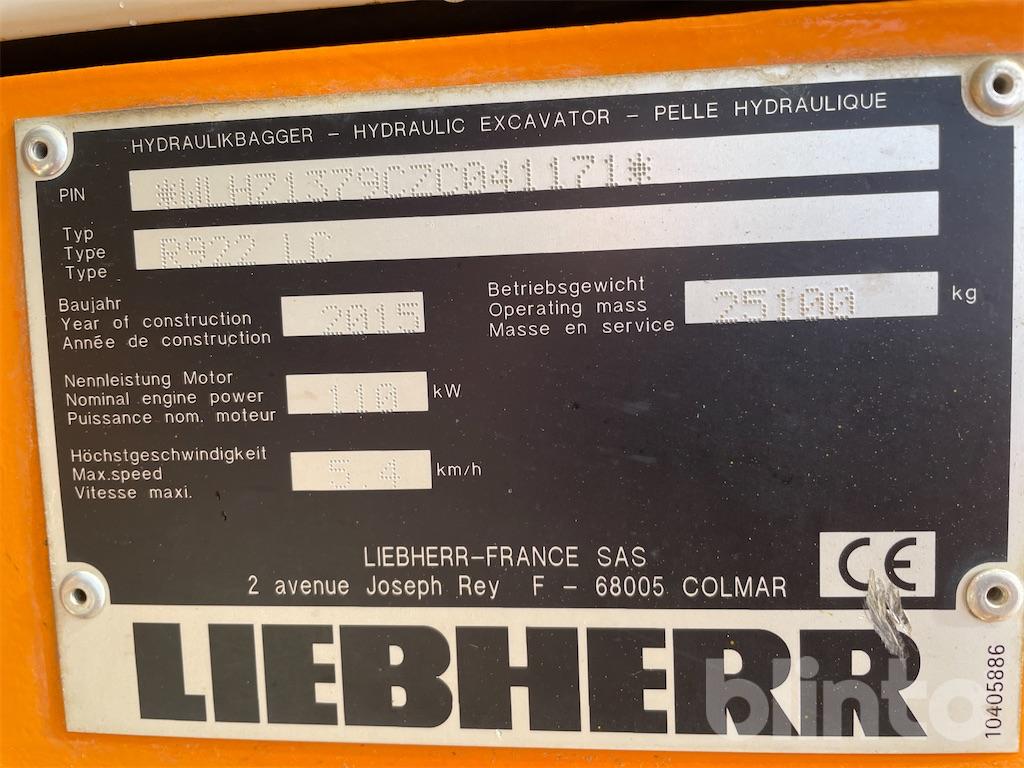 HYDRAULIKBAGGER – HYDRAULIC EXCAVATOR – PELLE HYDRAULIQUE
PIN *WLHZ1379CZC041171*
Typ
Type
Type
R922 LC
Baujahr
Year of construction
Année de construction
2015
Betriebsgewicht
Operating mass
Masse en service
25100 kg
Nennleistung Motor
Nominal engine power
Puissance nom. moteur
110 kW
Höchstgeschwindigkeit
Max.speed
Vitesse maxi.
5.4 km/h
LIEBHERR–FRANCE SAS
2 avenue Joseph Rey F – 68005 COLMAR
CE
LIEBHERR
10405886
blinto